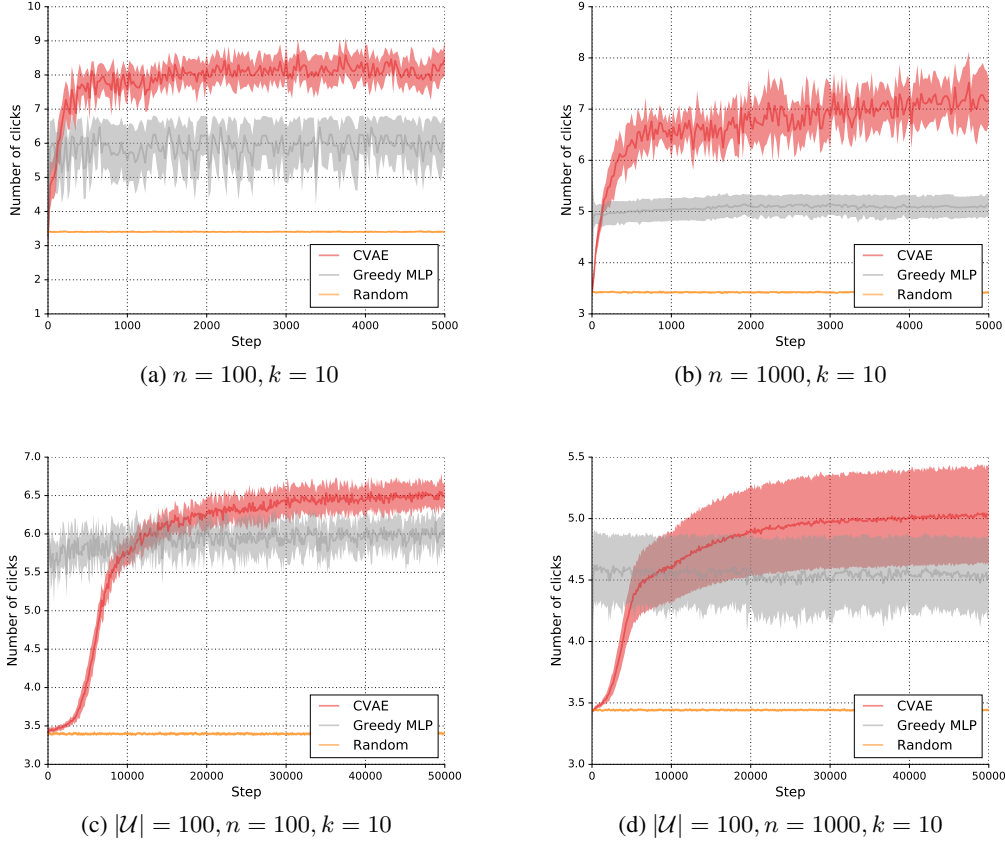 10
9
8
7
6
5
4
3
2
1
Number of clicks
0 1000 2000 3000 4000 5000
Step
CVAE
Greedy MLP
Random
(a) n = 100, k = 10
9
8
7
6
5
4
3
Number of clicks
0 1000 2000 3000 4000 5000
Step
CVAE
Greedy MLP
Random
(b) n = 1000, k = 10
7.0
6.5
6.0
5.5
5.0
4.5
4.0
3.5
3.0
Number of clicks
0 10000 20000 30000 40000 50000
Step
CVAE
Greedy MLP
Random
(c) |𝒰| = 100, n = 100, k = 10
5.5
5.0
4.5
4.0
3.5
3.0
Number of clicks
0 10000 20000 30000 40000 50000
Step
CVAE
Greedy MLP
Random
(d) |𝒰| = 100, n = 1000, k = 10